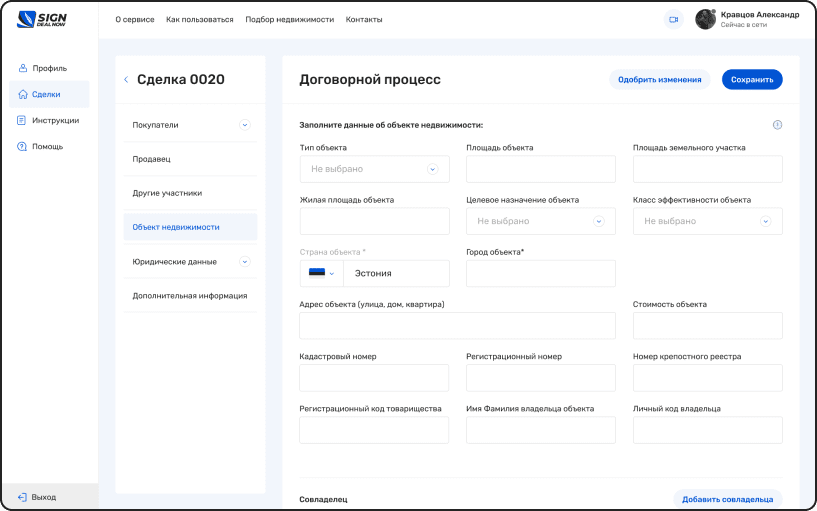 SIGN
DEAL NOW
О сервисе Как пользоваться Подбор недвижимости Контакты
Кравцов Александр
Сейчас в сети
Профиль
Сделки
Инструкции
Помощь
Выход
Сделка 0020
Покупатели
Продавец
Другие участники
Объект недвижимости
Юридические данные
Дополнительная информация
Договорной процесс
Одобрить изменения
Сохранить
Заполните данные об объекте недвижимости:
Тип объекта Площадь объекта Площадь земельного участка
Не выбрано
Жилая площадь объекта Целевое назначение объекта Класс эффективности объекта
Не выбрано Не выбрано
Страна объекта * Город объекта*
Эстония
Адрес объекта (улица, дом, квартира) Стоимость объекта
Кадастровый номер Регистрационный номер Номер крепостного реестра
Регистрационный код товарищества Имя Фамилия владельца объекта Личный код владельца
Совладелец Добавить совладельца